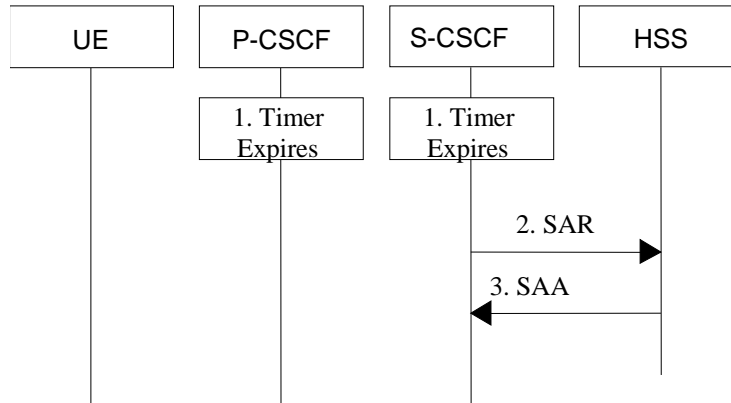 UE
P-CSCF
S-CSCF
HSS
1. Timer
Expires
1. Timer
Expires
2. SAR
3. SAA